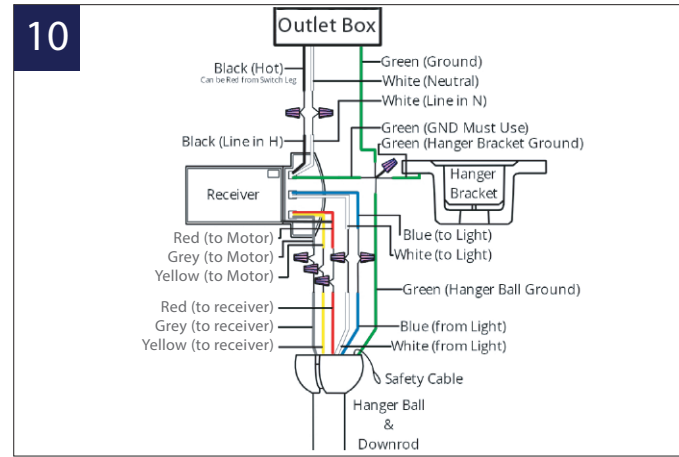 10
Outlet Box
Black (Hot)
Can be Red from Switch Leg
Green (Ground)
White (Neutral)
White (Line in N)
Black (Line in H)
Green (GND Must Use)
Green (Hanger Bracket Ground)
Receiver
Hanger
Bracket
Red (to Motor)
Grey (to Motor)
Yellow (to Motor)
Blue (to Light)
White (to Light)
Green (Hanger Ball Ground)
Red (to receiver)
Grey (to receiver)
Yellow (to receiver)
Blue (from Light)
White (from Light)
Safety Cable
Hanger Ball
&
Downrod